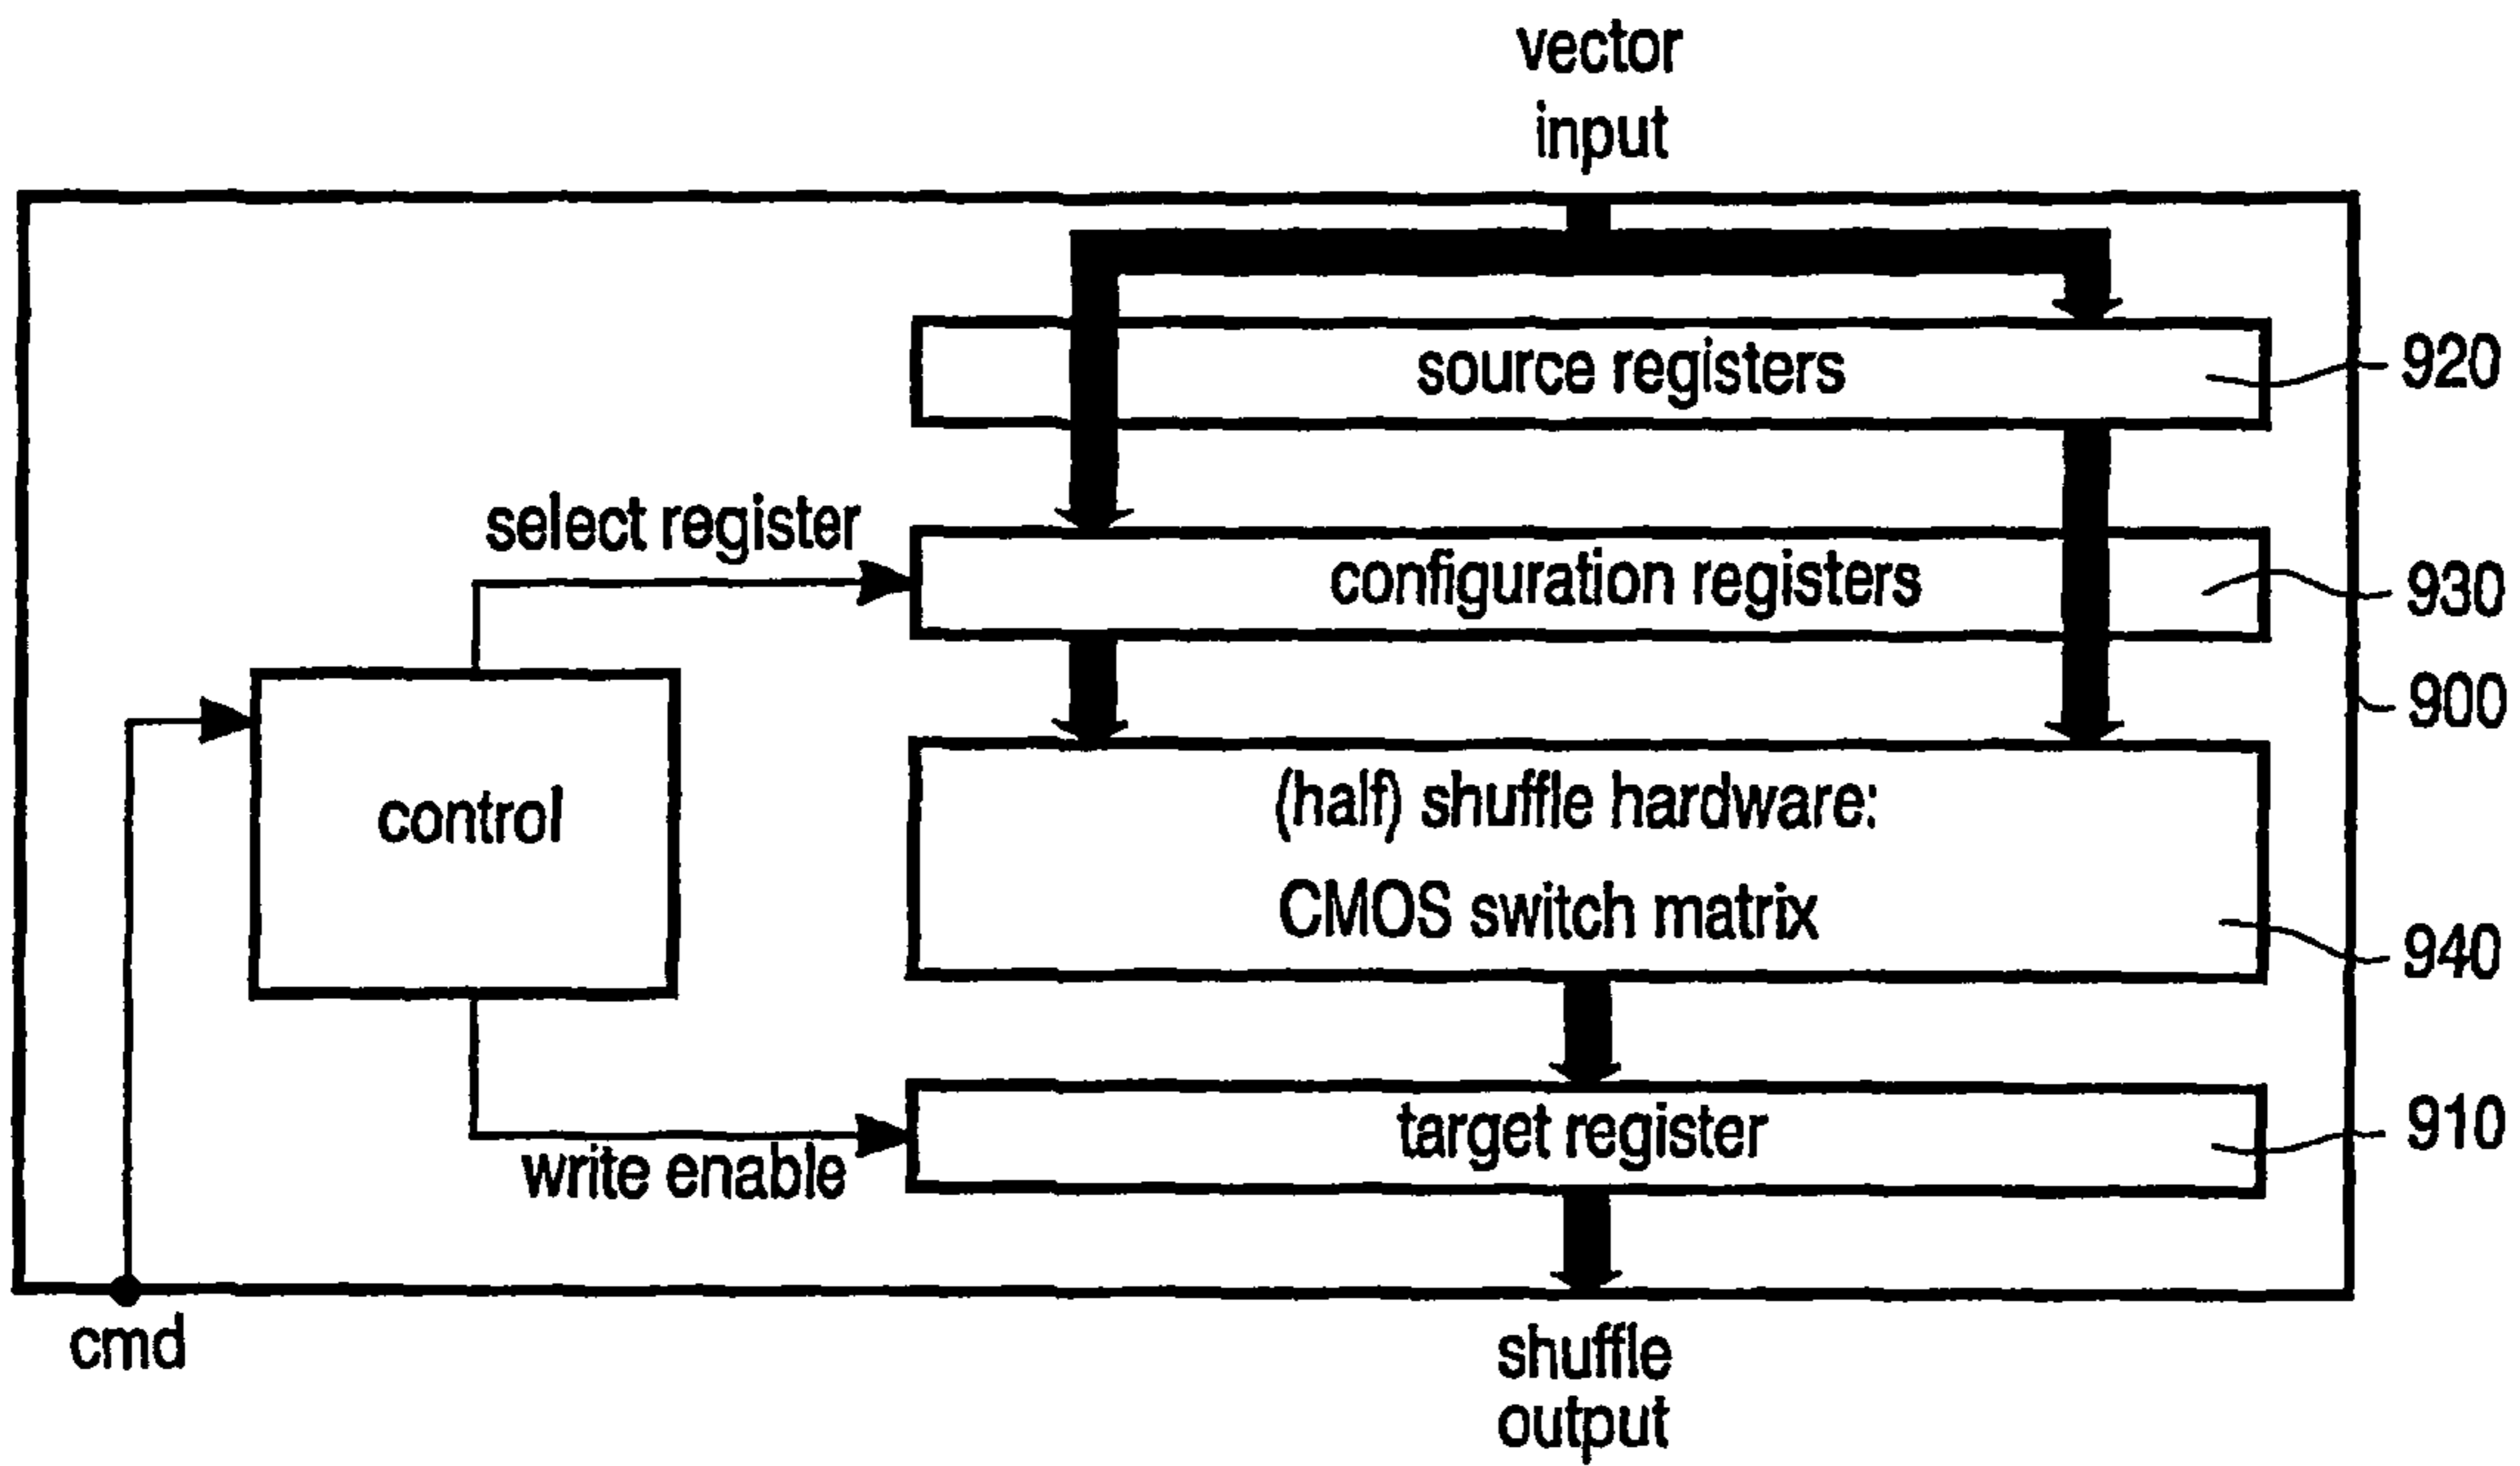 vector
input
source registers
920
select register
configuration registers
930
900
control
(half) shuffle hardware:
CMOS switch matrix
940
target register
910
write enable
cmd
shuffle
output